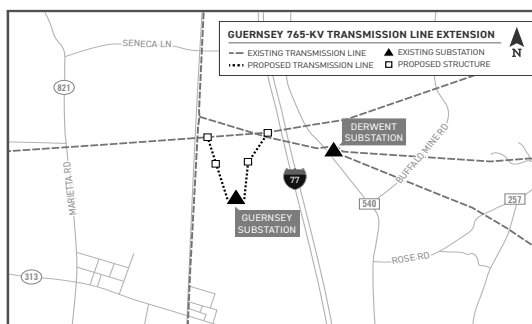 GUERNSEY 765-KV TRANSMISSION LINE EXTENSION
EXISTING TRANSMISSION LINE
EXISTING SUBSTATION
PROPOSED TRANSMISSION LINE
PROPOSED STRUCTURE
N
SENECA LN
821
MARIETTA RD
DERWENT
SUBSTATION
BUFFALO MINE RD
77
540
257
GUERNSEY
SUBSTATION
ROSE RD
313